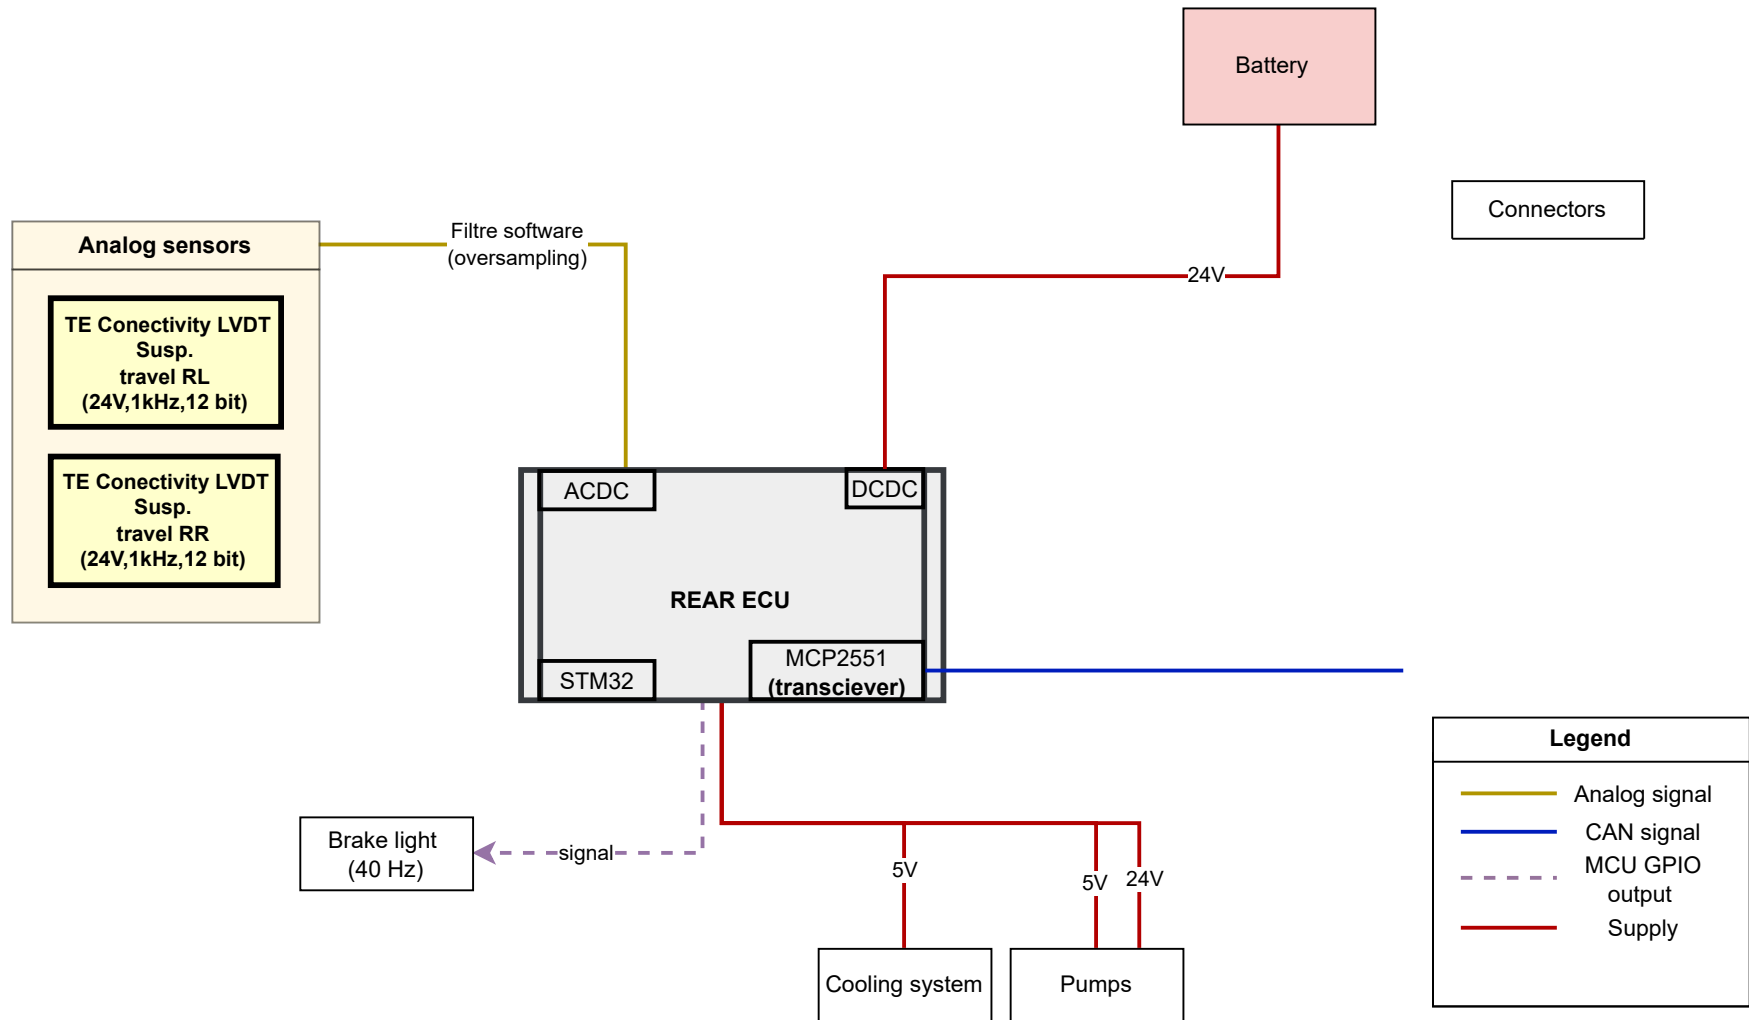 Battery
Connectors
24V
Analog sensors
Filtre software
(oversampling)
TE Conectivity LVDT
Susp.
travel RL
(24V,1kHz,12 bit)
TE Conectivity LVDT
Susp.
travel RR
(24V,1kHz,12 bit)
ACDC
DCDC
REAR ECU
STM32
MCP2551
(transciever)
Brake light
(40 Hz)
signal
5V
5V
24V
Cooling system
Pumps
Legend
Analog signal
CAN signal
MCU GPIO
output
Supply